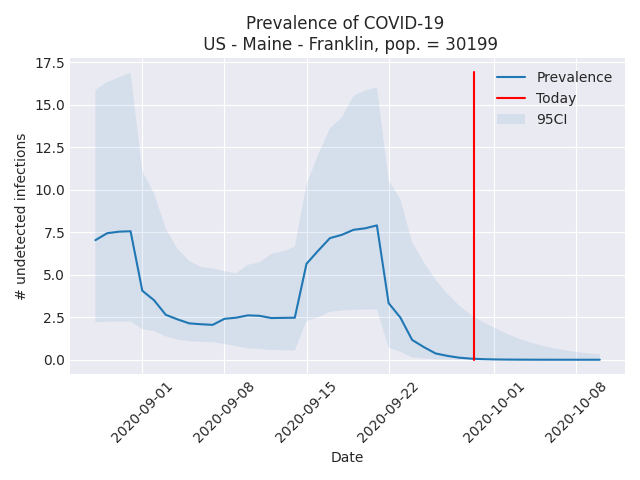 Prevalence of COVID-19
US - Maine - Franklin, pop. = 30199
# undetected infections
17.5
15.0
12.5
10.0
7.5
5.0
2.5
0.0
Prevalence
Today
95CI
2020-09-01
2020-09-08
2020-09-15
2020-09-22
2020-10-01
2020-10-08
Date